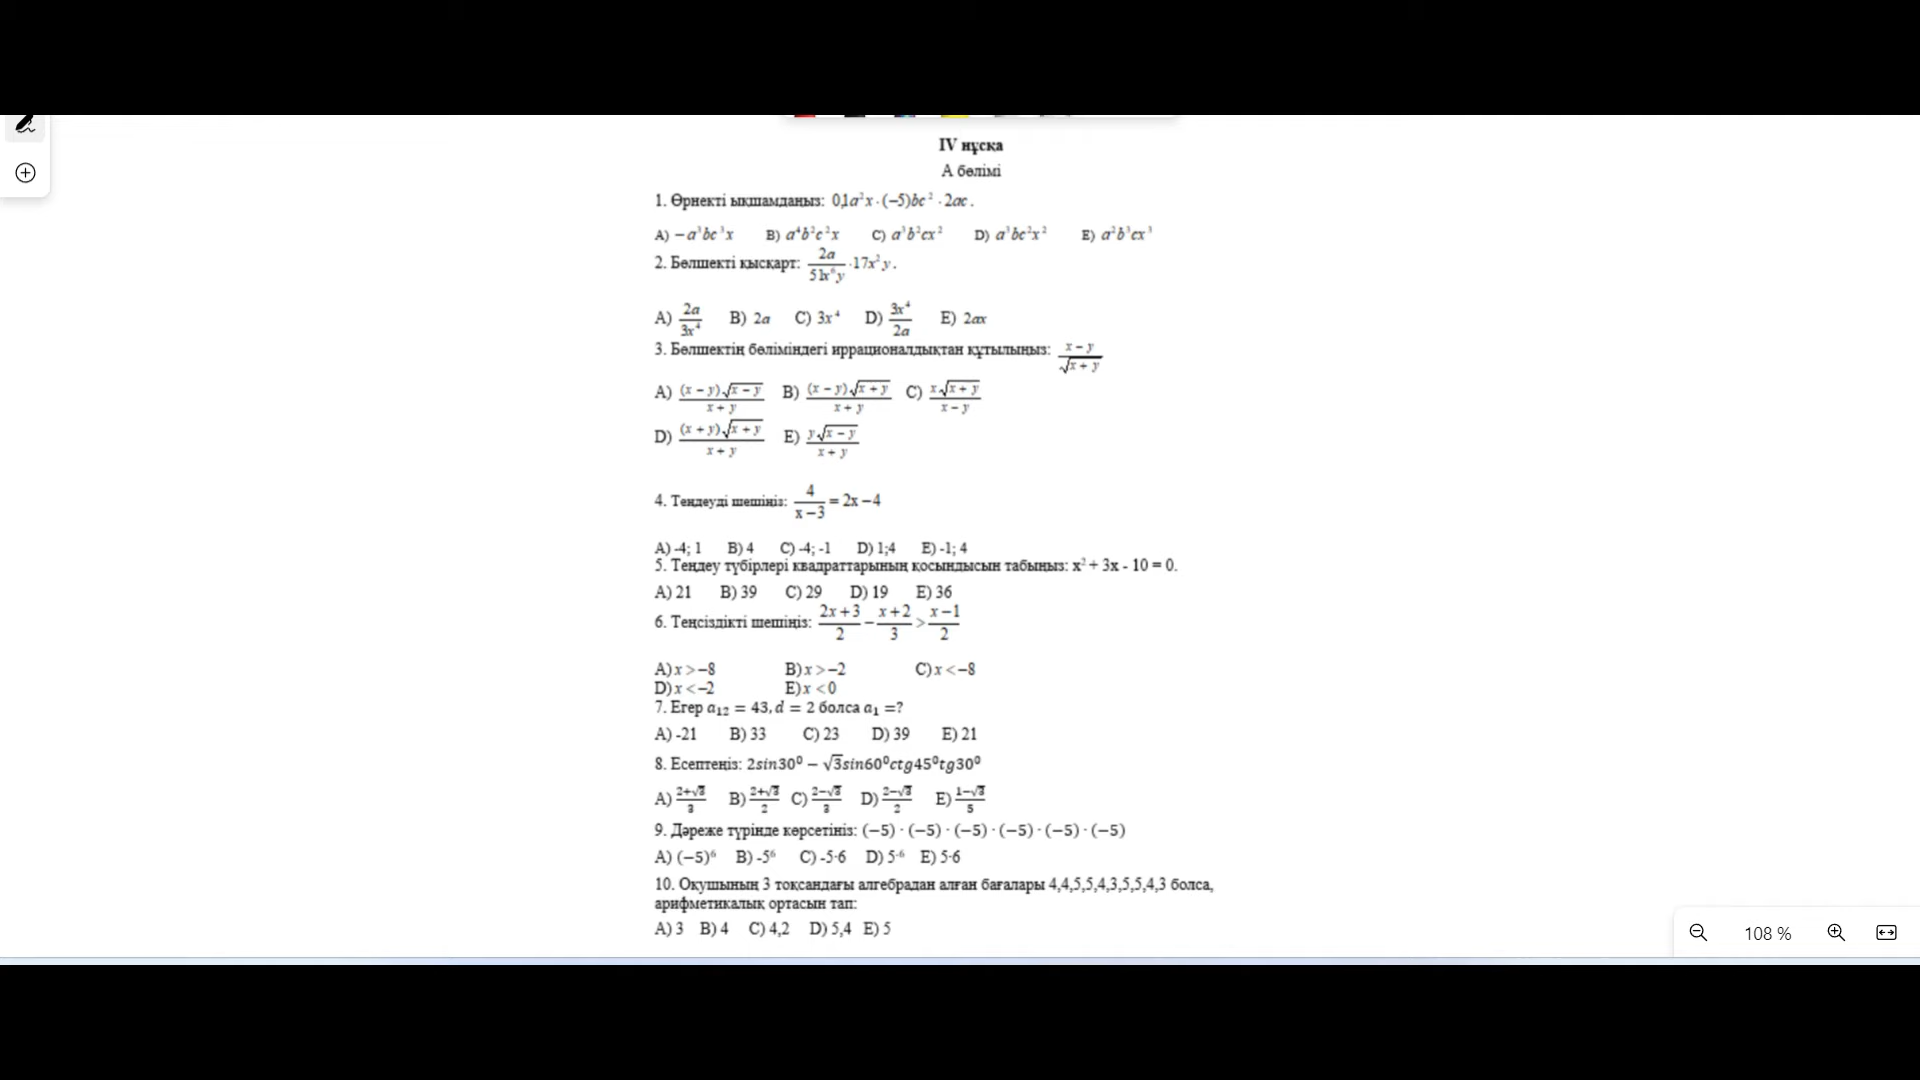 IV нұсқа
А бөлімі
1. Өрнекті ықшамдаңыз: 0,1a²x · (−5)bc² · 2ac.
A) −a³bc³x B) a⁴b²c²x C) a³b²cx² D) a³bc²x² E) a²b³cx³
2. Бөлшекті қысқарт: 2a/51x⁶y · 17x²y.
A) 2a/3x⁴ B) 2a C) 3x⁴ D) 3x⁴/2a E) 2ax
3. Бөлшектің бөліміндегі иррационалдықтан құтылыңыз: x − y/√x + y
A) (x − y)√x − y/x + y B) (x − y)√x + y/x + y C) x√x + y/x − y
D) (x + y)√x + y/x + y E) y√x − y/x + y
4. Теңдеуді шешіңіз: 4/x − 3 = 2x − 4
A) -4; 1 B) 4 C) -4; -1 D) 1;4 E) -1; 4
5. Теңдеу түбірлері квадраттарының қосындысын табыңыз: x² + 3x - 10 = 0.
A) 21 B) 39 C) 29 D) 19 E) 36
6. Теңсіздікті шешіңіз: 2x + 3/2 − x + 2/3 > x − 1/2
A) x > −8 B) x > −2 C) x < −8
D) x < −2 E) x < 0
7. Егер a₁₂ = 43, d = 2 болса a₁ =?
A) -21 B) 33 C) 23 D) 39 E) 21
8. Есептеңіз: 2sin30⁰ − √3sin60⁰ctg45⁰tg30⁰
A) 2+√3/3 B) 2+√3/2 C) 2−√3/3 D) 2−√3/2 E) 1−√3/5
9. Дәреже түрінде көрсетіңіз: (−5) · (−5) · (−5) · (−5) · (−5) · (−5)
A) (−5)⁶ B) -5⁶ C) -5·6 D) 5⁻⁶ E) 5·6
10. Оқушының 3 тоқсандағы алгебрадан алған бағалары 4,4,5,5,4,3,5,5,4,3 болса,
арифметикалық ортасын тап:
A) 3 B) 4 C) 4,2 D) 5,4 E) 5
108 %